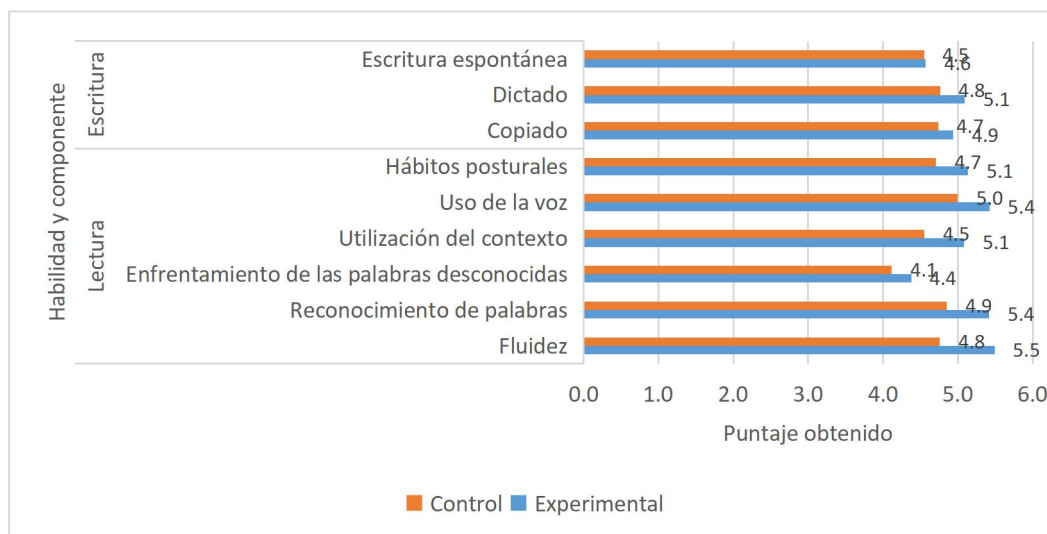 Habilidad y componente
Escritura
Escritura espontánea 4.5 4.6
Dictado 4.8 5.1
Copiado 4.7 4.9
Lectura
Hábitos posturales 4.7 5.1
Uso de la voz 5.0 5.4
Utilización del contexto 4.5 5.1
Enfrentamiento de las palabras desconocidas 4.1 4.4
Reconocimiento de palabras 4.9 5.4
Fluidez 4.8 5.5
0.0 1.0 2.0 3.0 4.0 5.0 6.0
Puntaje obtenido
Control Experimental